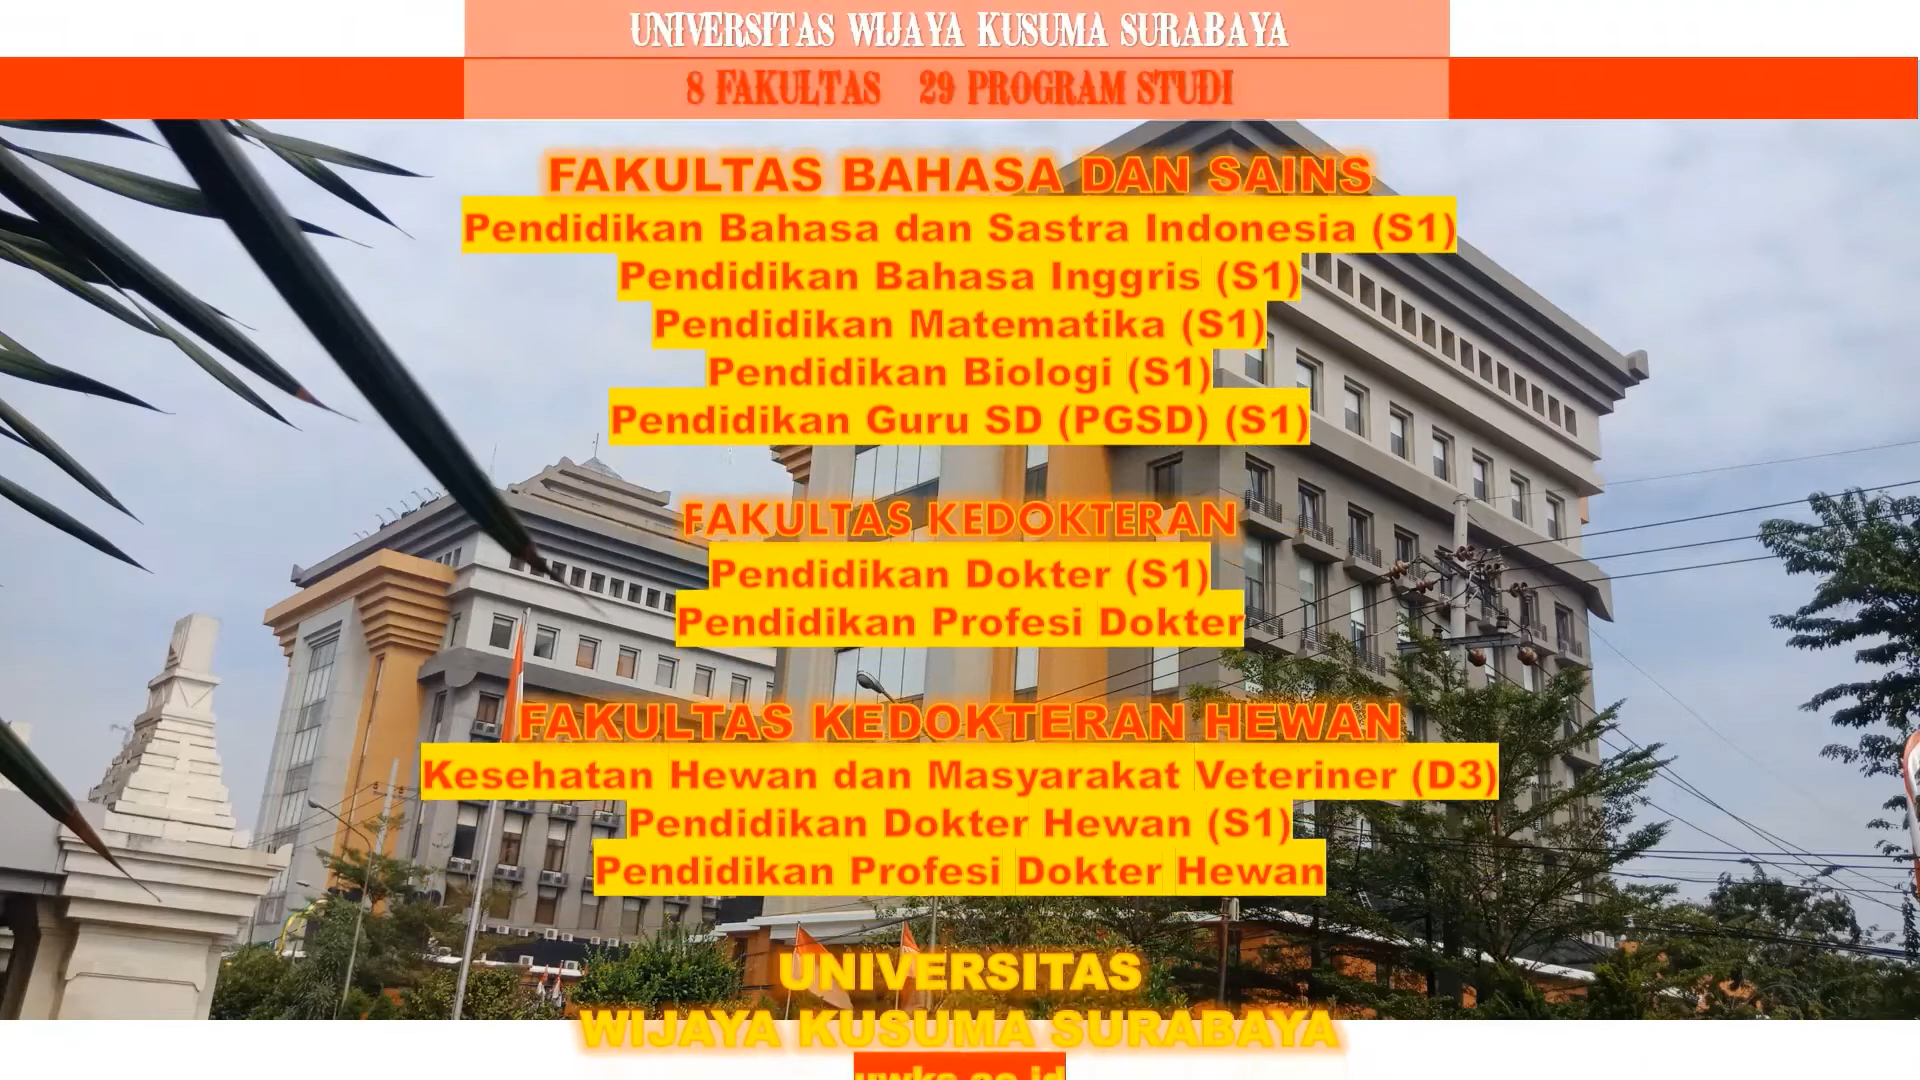 UNIVERSITAS WIJAYA KUSUMA SURABAYA
8 FAKULTAS 29 PROGRAM STUDI
FAKULTAS BAHASA DAN SAINS
Pendidikan Bahasa dan Sastra Indonesia (S1)
Pendidikan Bahasa Inggris (S1)
Pendidikan Matematika (S1)
Pendidikan Biologi (S1)
Pendidikan Guru SD (PGSD) (S1)
FAKULTAS KEDOKTERAN
Pendidikan Dokter (S1)
Pendidikan Profesi Dokter
FAKULTAS KEDOKTERAN HEWAN
Kesehatan Hewan dan Masyarakat Veteriner (D3)
Pendidikan Dokter Hewan (S1)
Pendidikan Profesi Dokter Hewan
UNIVERSITAS
WIJAYA KUSUMA SURABAYA